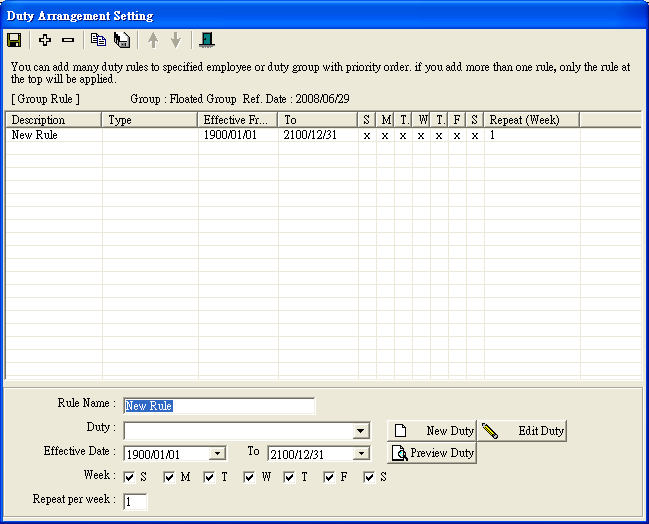 Duty Arrangement Setting
You can add many duty rules to specified employee or duty group with priority order. if you add more than one rule, only the rule at
the top will be applied.
[ Group Rule ] Group : Floated Group Ref. Date : 2008/06/29
Description Type Effective Fr... To S M T. W T. F S Repeat (Week)
New Rule 1900/01/01 2100/12/31 x x x x x x x 1
Rule Name : New Rule
Duty : New Duty Edit Duty
Effective Date : 1900/01/01 To 2100/12/31 Preview Duty
Week : S M T W T F S
Repeat per week : 1